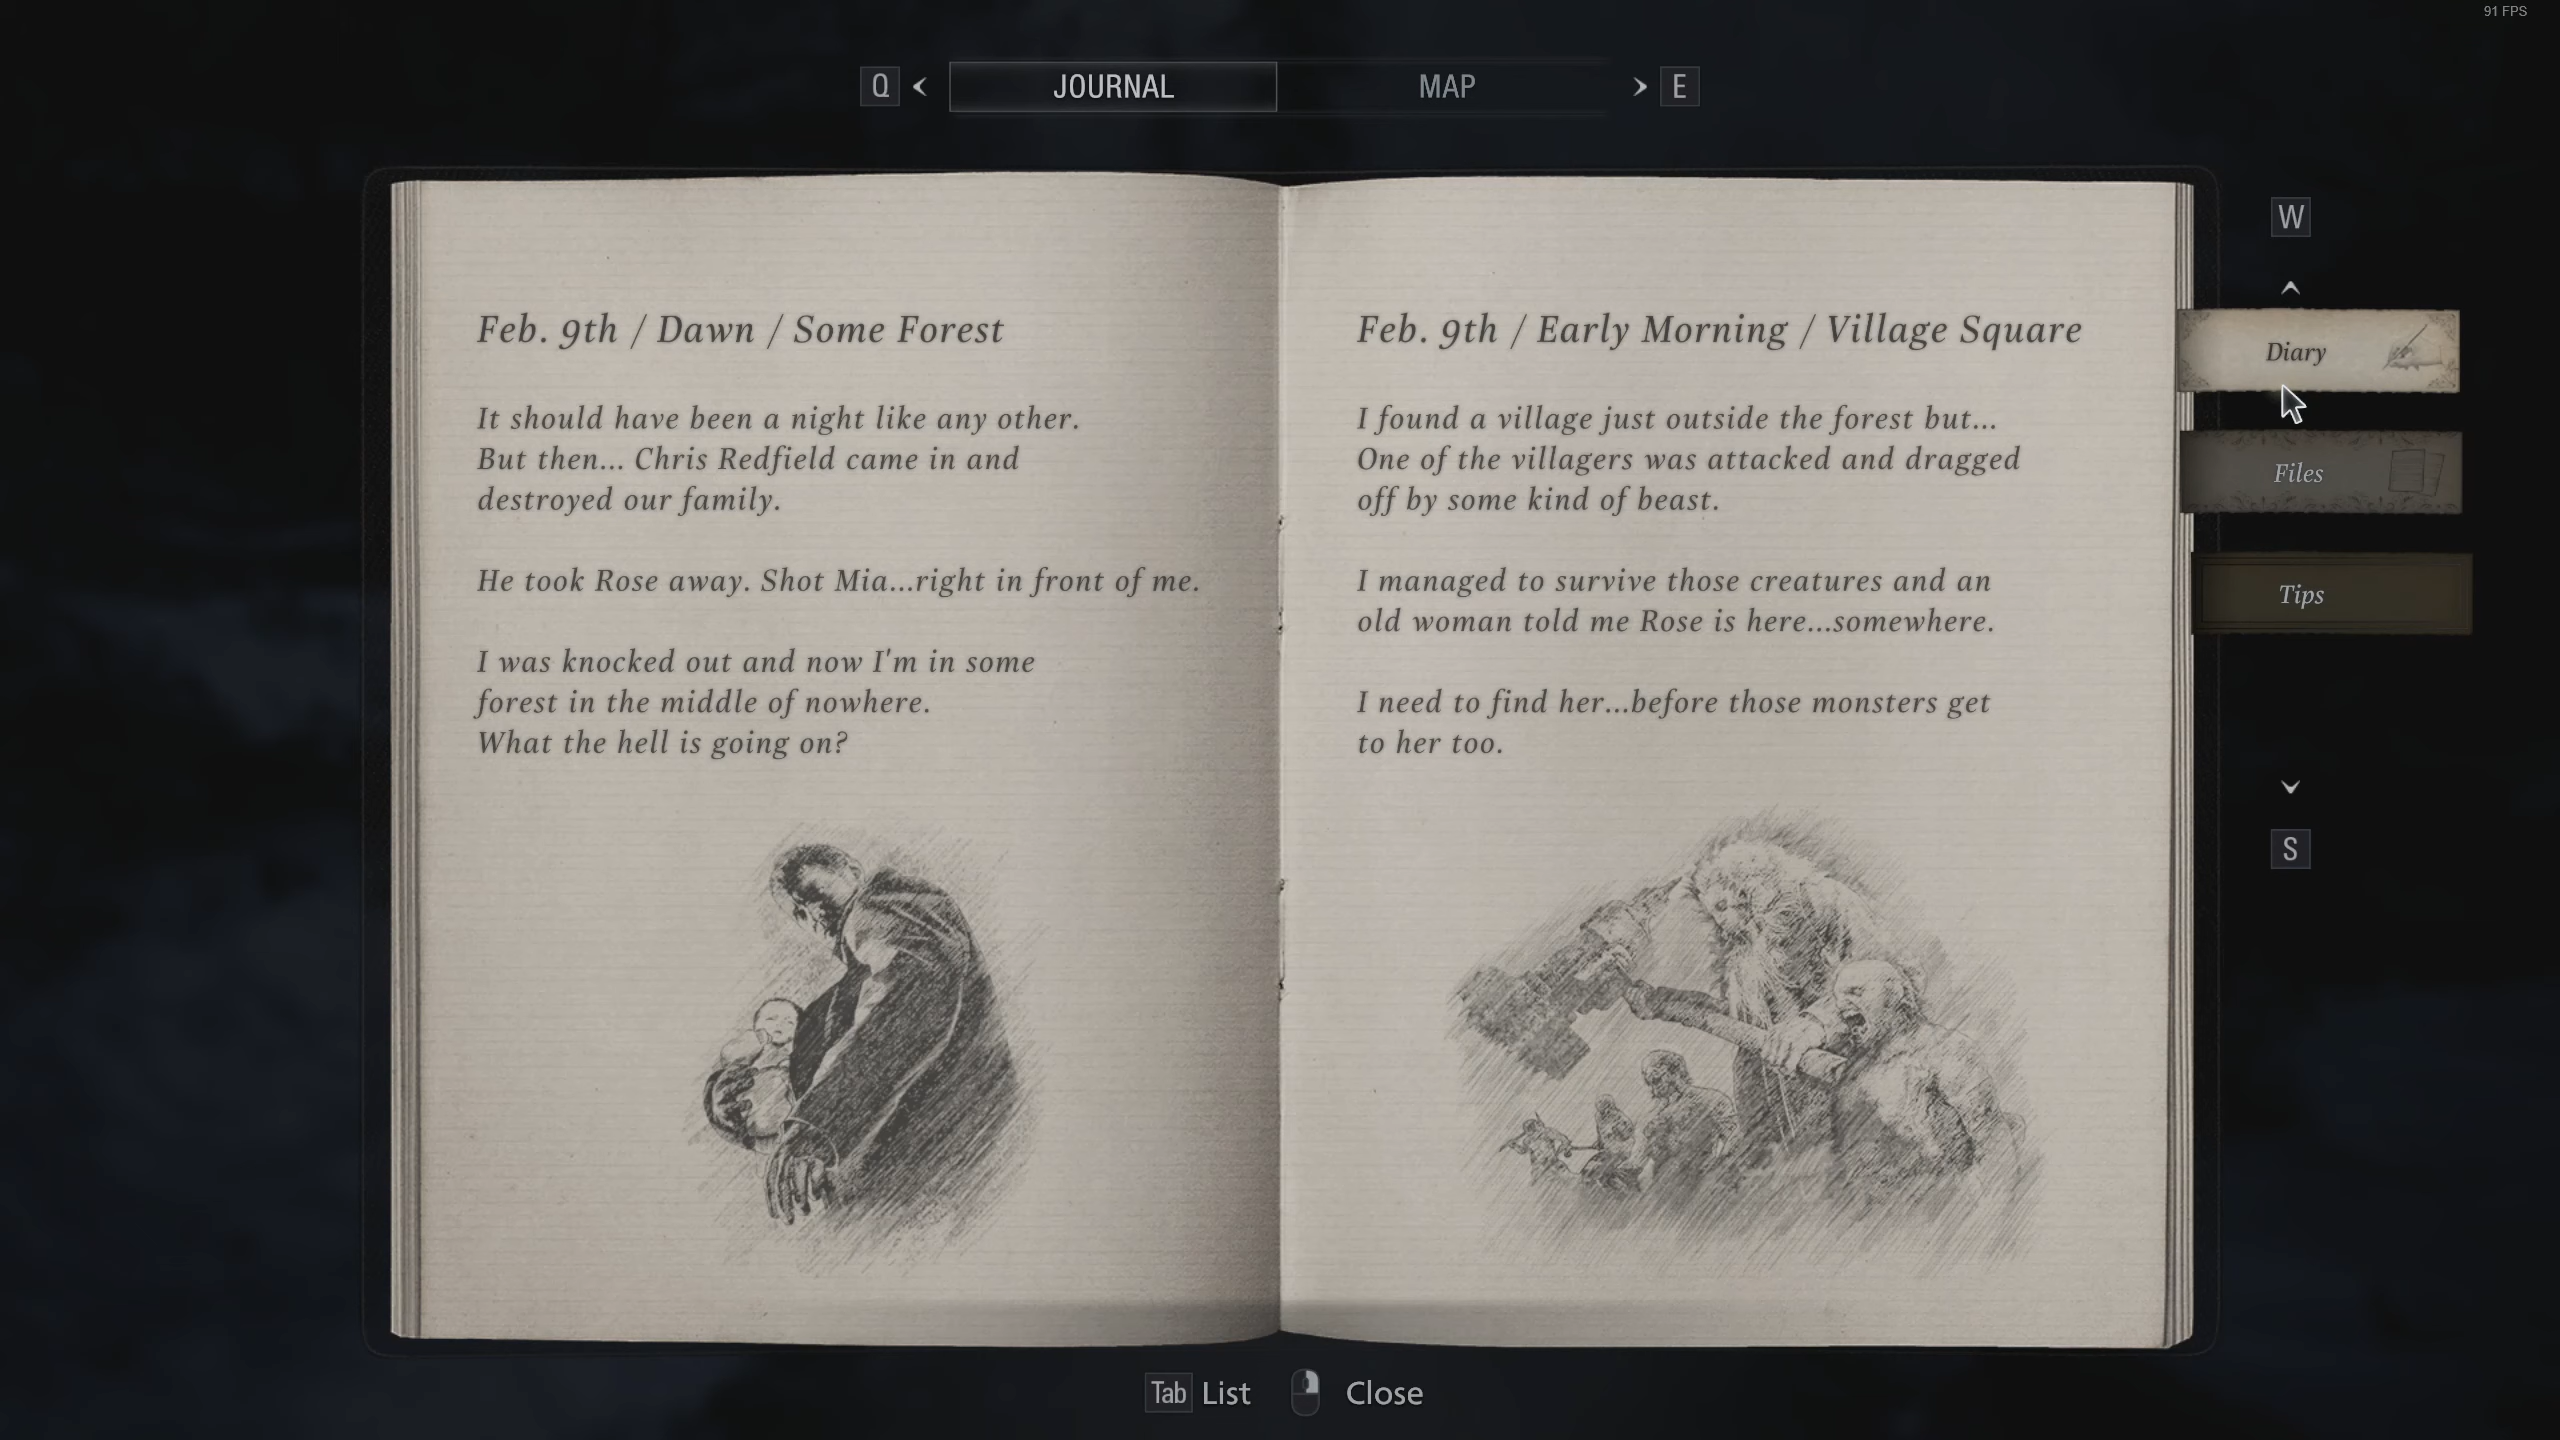 91 FPS
Q < JOURNAL MAP > E
Feb. 9th / Dawn / Some Forest
It should have been a night like any other.
But then... Chris Redfield came in and
destroyed our family.
He took Rose away. Shot Mia...right in front of me.
I was knocked out and now I'm in some
forest in the middle of nowhere.
What the hell is going on?
Feb. 9th / Early Morning / Village Square
I found a village just outside the forest but...
One of the villagers was attacked and dragged
off by some kind of beast.
I managed to survive those creatures and an
old woman told me Rose is here...somewhere.
I need to find her...before those monsters get
to her too.
W
Diary
Files
Tips
S
Tab List Close